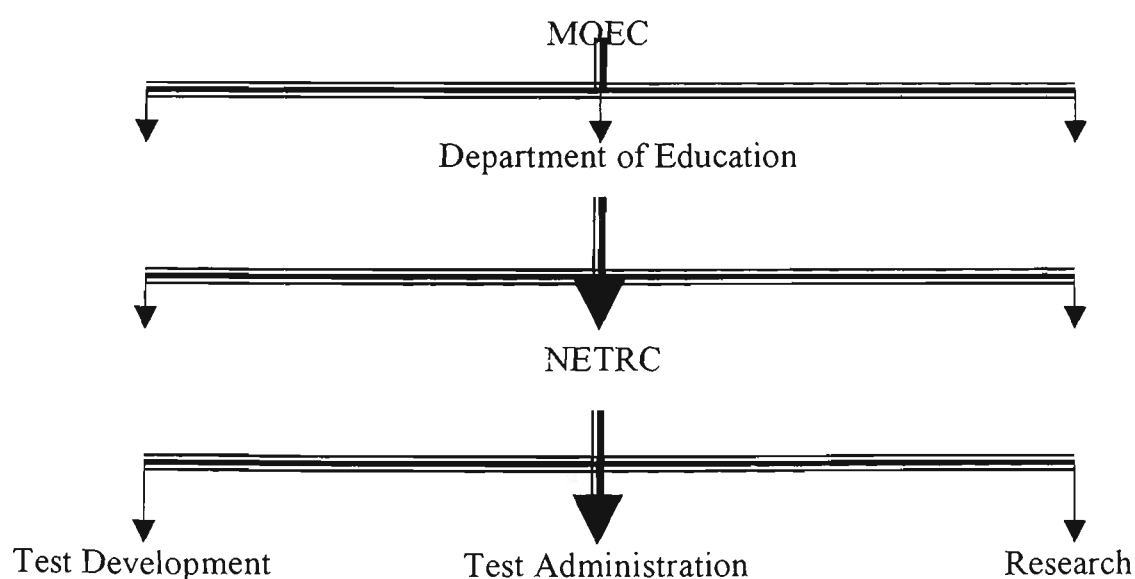 MOEC
Department of Education
NETRC
Test Development Test Administration Research